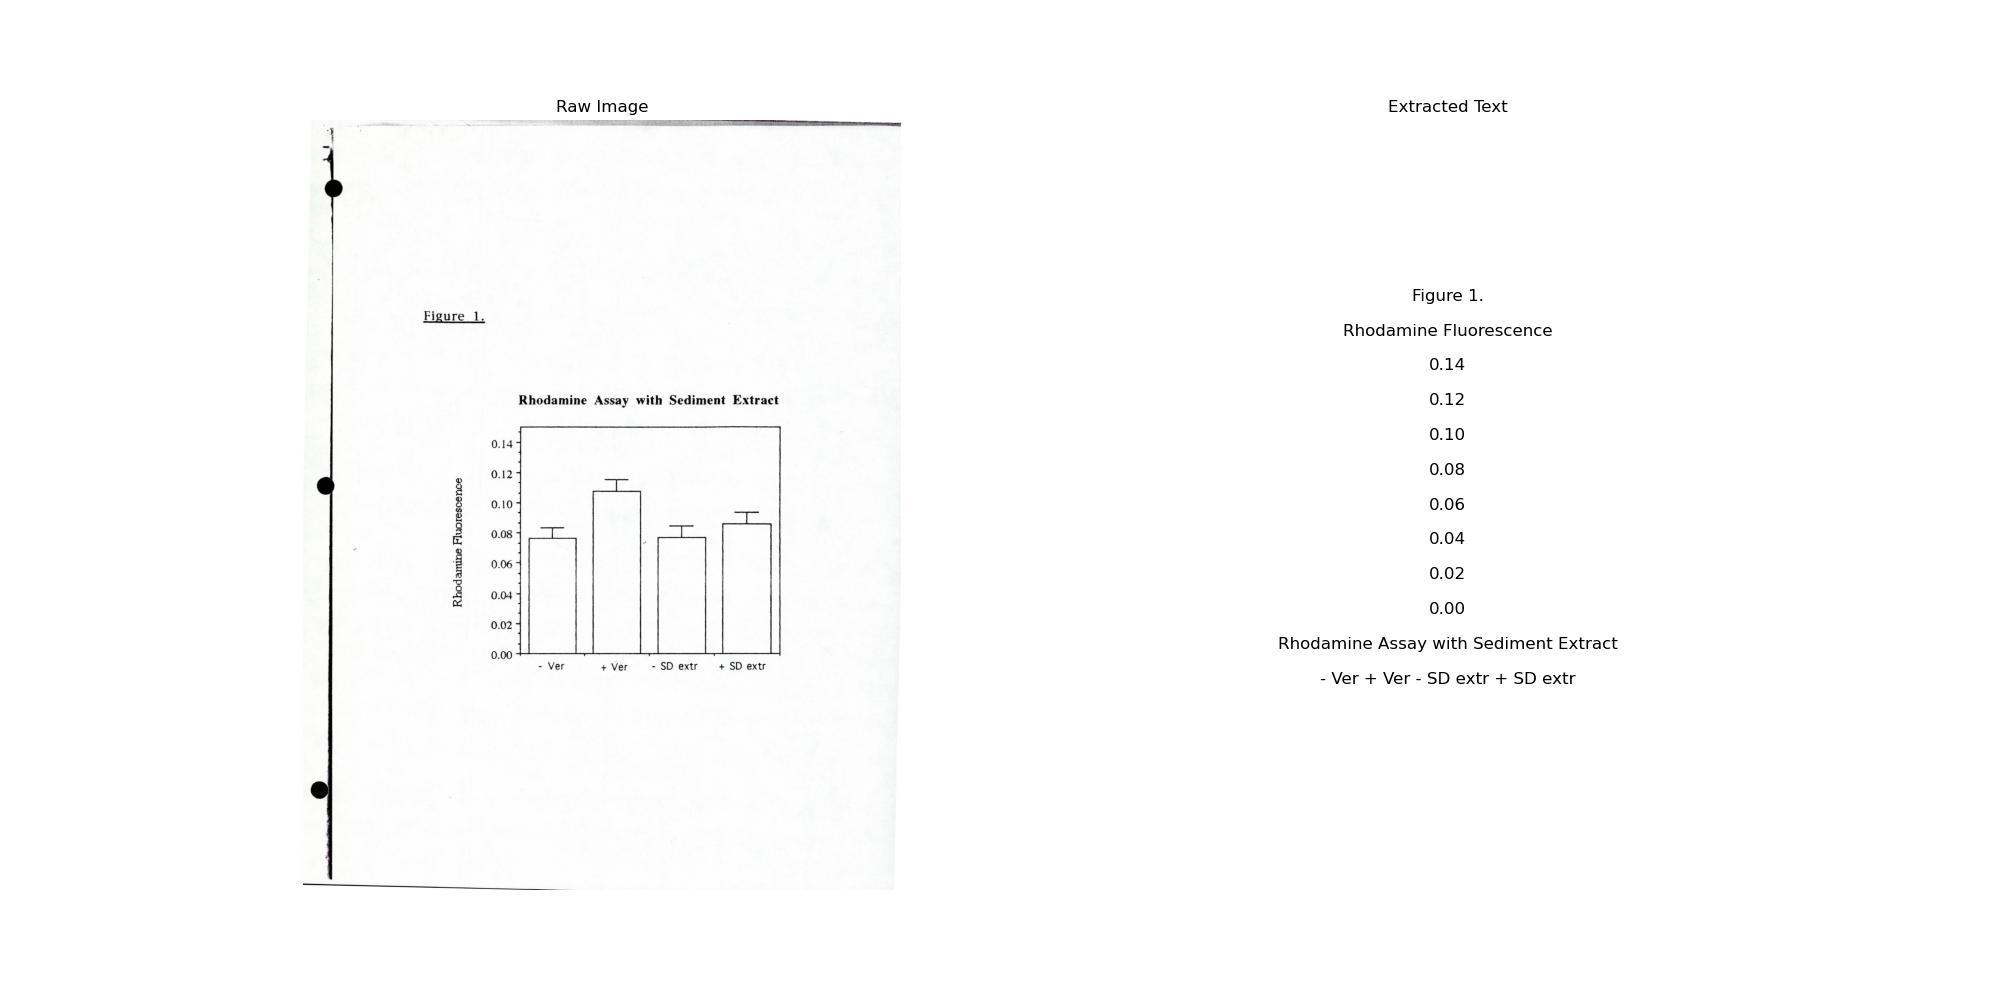 Raw Image
Figure 1.
Rhodamine Assay with Sediment Extract
Rhodamine Fluorescence
0.14
0.12
0.10
0.08
0.06
0.04
0.02
0.00
- Ver + Ver - SD extr + SD extr
Extracted Text
Figure 1.
Rhodamine Fluorescence
0.14
0.12
0.10
0.08
0.06
0.04
0.02
0.00
Rhodamine Assay with Sediment Extract
- Ver + Ver - SD extr + SD extr